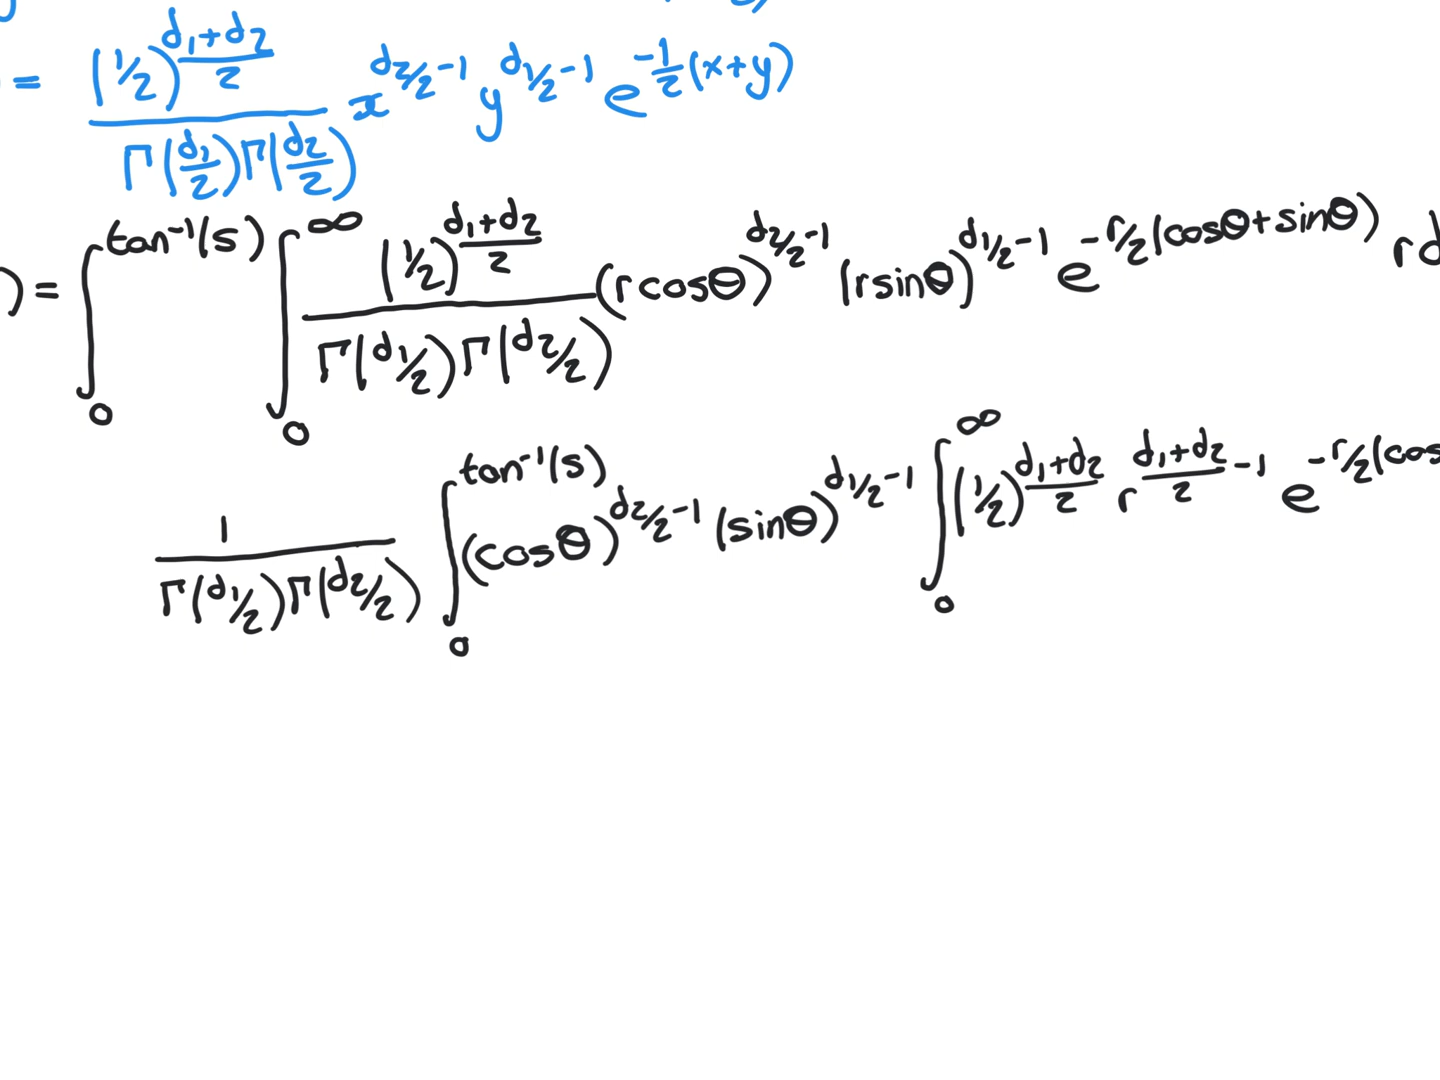 = (1/2)^((d₁+d₂)/2) / (Γ(d₁/2)Γ(d₂/2)) x^(d₂/2-1) y^(d₁/2-1) e^(-1/2(x+y))
) = ∫₀^(tan⁻¹(s)) ∫₀^∞ (1/2)^((d₁+d₂)/2) / (Γ(d₁/2)Γ(d₂/2)) (r cosθ)^(d₂/2-1) (r sinθ)^(d₁/2-1) e^(-r/2(cosθ+sinθ)) r d
1 / (Γ(d₁/2)Γ(d₂/2)) ∫₀^(tan⁻¹(s)) (cosθ)^(d₂/2-1) (sinθ)^(d₁/2-1) ∫₀^∞ (1/2)^((d₁+d₂)/2) r^((d₁+d₂)/2-1) e^(-r/2(cos